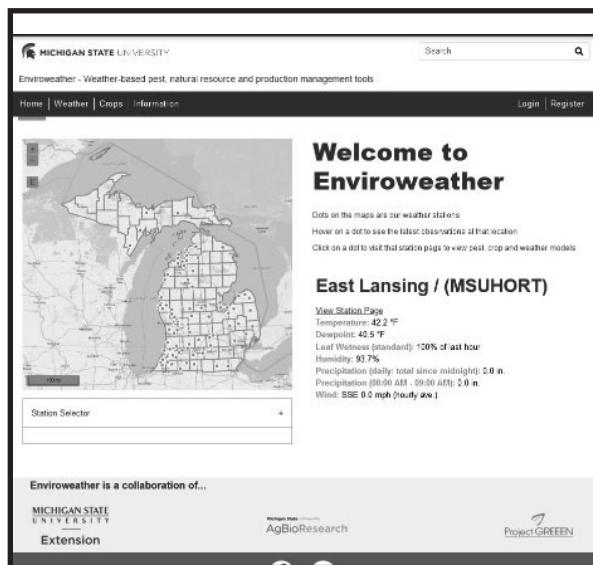 MICHIGAN STATE UNIVERSITY
Search
Enviroweather - Weather-based pest, natural resource and production management tools
Home Weather Crops Information Login Register
Welcome to
Enviroweather
Dots on the maps are our weather stations
Hover on a dot to see the latest observations at that location
Click on a dot to visit that station page to view pest, crop and weather models
East Lansing / (MSUHORT)
View Station Page
Temperature: 42.2 °F
Dewpoint: 40.5 °F
Leaf Wetness (standard): 100% of last hour
Humidity: 93.7%
Precipitation (daily: total since midnight): 0.0 in.
Precipitation (08:00 AM - 09:00 AM): 0.0 in.
Wind: SSE 0.0 mph (hourly ave.)
Station Selector +
Enviroweather is a collaboration of...
MICHIGAN STATE
UNIVERSITY
Extension
AgBioResearch
Project GREEEN